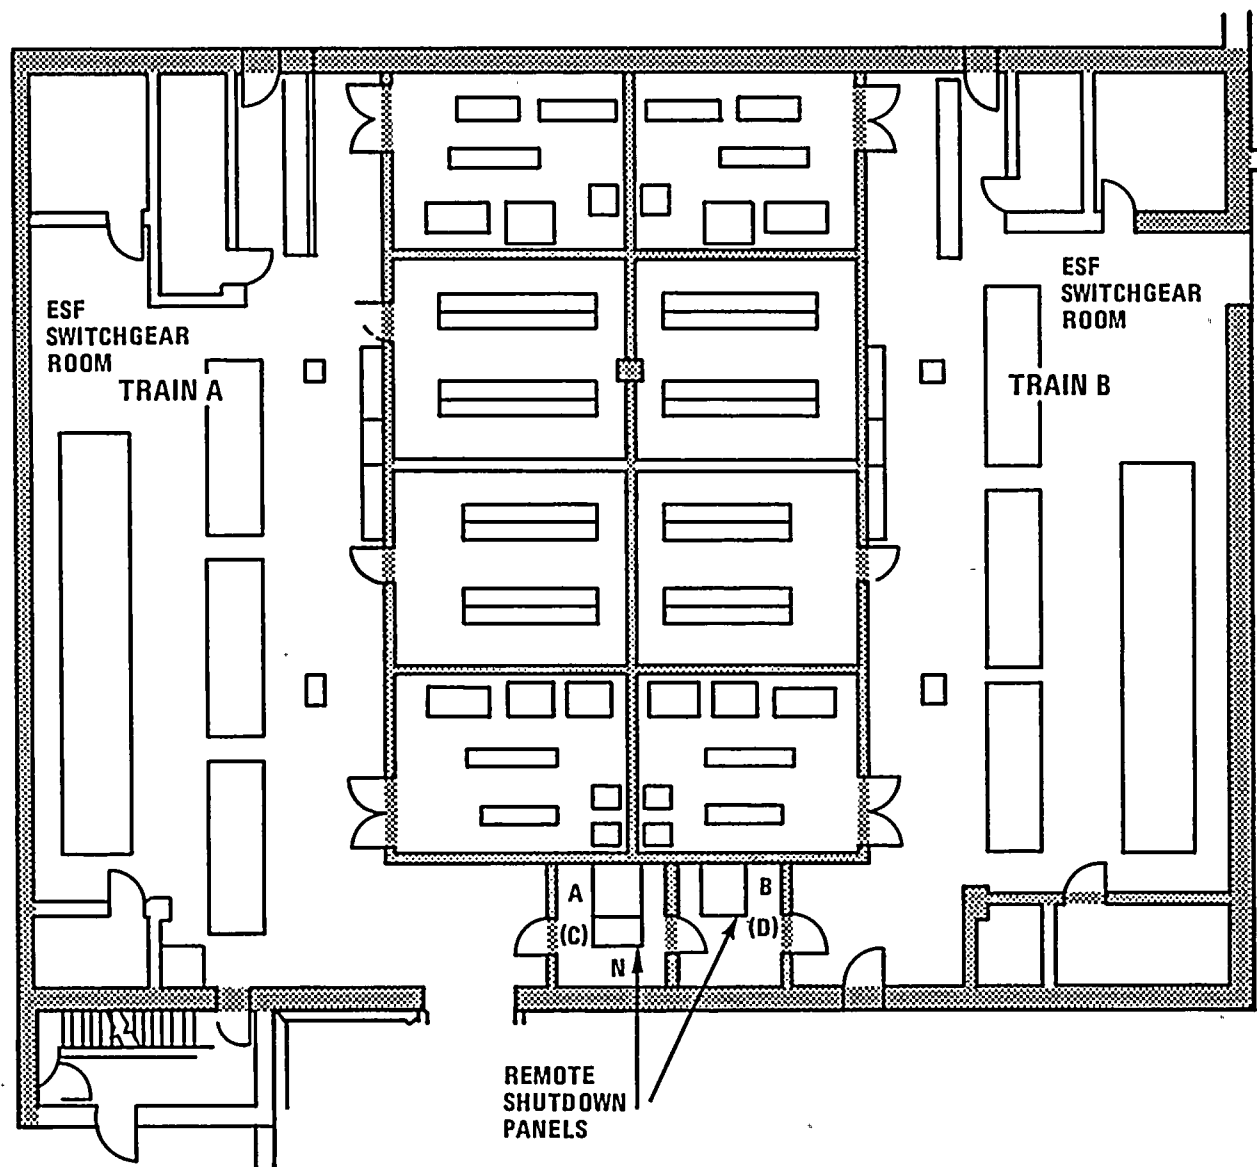 ESF
SWITCHGEAR
ROOM
TRAIN A
ESF
SWITCHGEAR
ROOM
TRAIN B
A
(C)
N
B
(D)
REMOTE
SHUTDOWN
PANELS